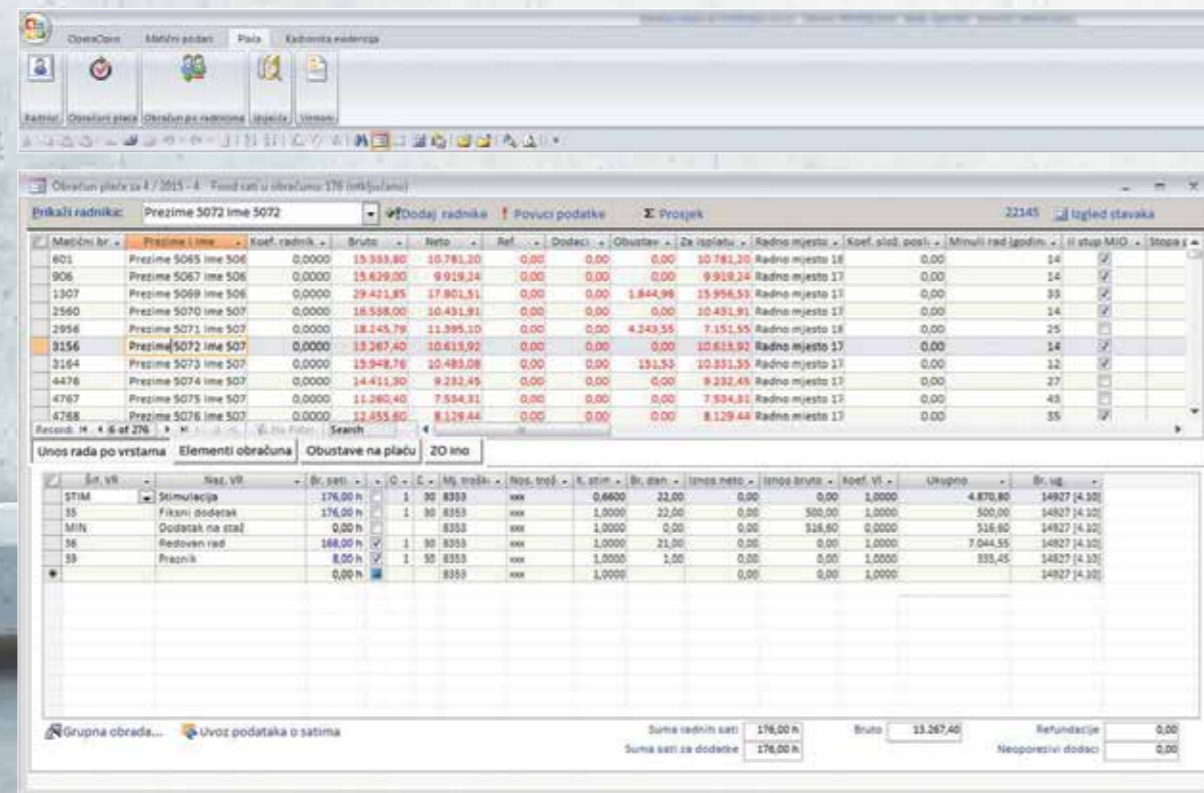 Matični podaci Plaća Kadrovska evidencija
Radnici Obračuni plaća Obračun po radnicima Izvješća Virmani
Obračun plaće za 4 / 2015 - 4 Fond sati u obračunu: 176 (otključano)
Prikaži radnika: Prezime 5072 Ime 5072 Dodaj radnike Povuci podatke Σ Prosjek 22145 Izgled stavaka
Matični br Prezime i ime Koef. radnik Bruto Neto Ref. Dodaci Obustav Za isplatu Radno mjesto Koef. slož. posl. Minuli rad (godin. II stup MIO Stopa
601 Prezime 5065 Ime 506 0,0000 10.781,20 0,00 0,00 0,00 10.781,20 Radno mjesto 18 0,00 14
906 Prezime 5067 Ime 506 0,0000 15.629,00 9.919,24 0,00 0,00 0,00 9.919,24 Radno mjesto 17 0,00 14
1307 Prezime 5069 Ime 506 0,0000 29.421,85 17.801,51 0,00 0,00 1.844,98 15.956,53 Radno mjesto 17 0,00 33
2560 Prezime 5070 Ime 507 0,0000 16.538,00 10.431,91 0,00 0,00 0,00 10.431,91 Radno mjesto 17 0,00 14
2956 Prezime 5071 Ime 507 0,0000 18.245,79 11.395,10 0,00 0,00 4.243,55 7.151,55 Radno mjesto 18 0,00 25
3156 Prezime 5072 Ime 507 0,0000 13.267,40 10.613,92 0,00 0,00 0,00 10.613,92 Radno mjesto 17 0,00 14
3164 Prezime 5073 Ime 507 0,0000 15.948,76 0,00 0,00 151,53 Radno mjesto 17 0,00 12
4476 Prezime 5074 Ime 507 0,0000 14.411,30 9.232,45 0,00 0,00 0,00 9.232,45 Radno mjesto 17 0,00 27
4767 Prezime 5075 Ime 507 0,0000 11.260,40 7.534,31 0,00 0,00 0,00 7.534,31 Radno mjesto 17 0,00 43
4768 Prezime 5076 Ime 507 0,0000 12.455,60 8.129,44 0,00 0,00 0,00 8.129,44 Radno mjesto 17 0,00 35
Record: 6 of 276 No Filter Search
Unos rada po vrstama Elementi obračuna Obustave na plaću ZO ino
Šif. VR Naz. VR Br. sati O Mj. troški Nos. troš K. stim Br. dan Iznos neto Iznos bruto Koef. VI Ukupno Br. ug.
STIM Stimulacija 176,00 h 1 30 8353 xxx 0,6600 22,00 0,00 0,00 1,0000 4.870,80 14927 [4.10]
35 Fiksni dodatak 176,00 h 1 30 8353 xxx 1,0000 22,00 0,00 500,00 1,0000 500,00 14927 [4.10]
MIN Dodatak na staž 0,00 h 8353 xxx 1,0000 0,00 0,00 516,60 0,0000 516,60 14927 [4.10]
36 Redovan rad 168,00 h 1 30 8353 xxx 1,0000 21,00 0,00 0,00 1,0000 7.044,55 14927 [4.10]
39 Praznik 8,00 h 1 30 8353 xxx 1,0000 1,00 0,00 0,00 1,0000 335,45 14927 [4.10]
0,00 h 8353 xxx 1,0000 0,00 0,00 1,0000 14927 [4.10]
Grupna obrada... Uvoz podataka o satima Suma radnih sati 176,00 h Bruto 13.267,40 Refundacije 0,00
Suma sati za dodatke 176,00 h Neoporezivi dodaci 0,00